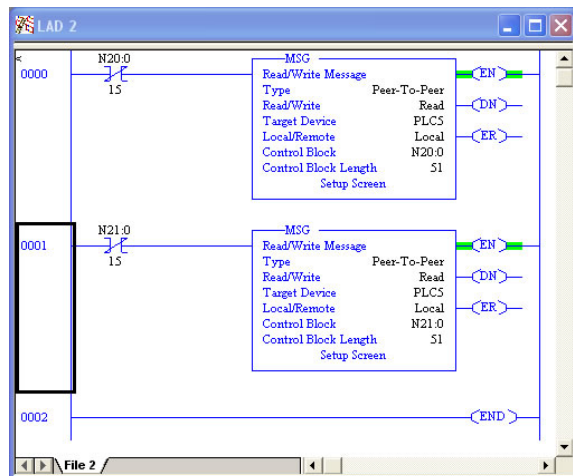 LAD 2
N20:0
0000
15
MSG
Read/Write Message
Type Peer-To-Peer
Read/Write Read
Target Device PLC5
Local/Remote Local
Control Block N20:0
Control Block Length 51
Setup Screen
EN
DN
ER
N21:0
0001
15
MSG
Read/Write Message
Type Peer-To-Peer
Read/Write Read
Target Device PLC5
Local/Remote Local
Control Block N21:0
Control Block Length 51
Setup Screen
EN
DN
ER
0002
END
File 2